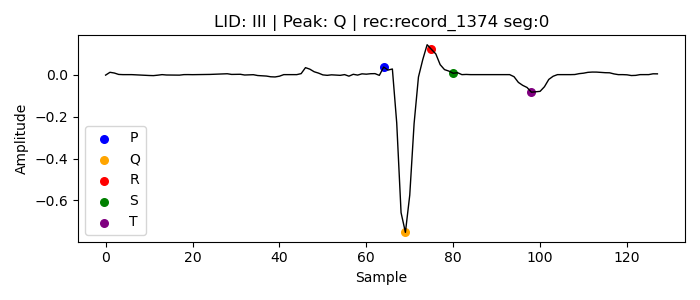 LID: III | Peak: Q | rec:record_1374 seg:0
Amplitude
0.0
−0.2
−0.4
−0.6
P
Q
R
S
T
0 20 40 60 80 100 120
Sample